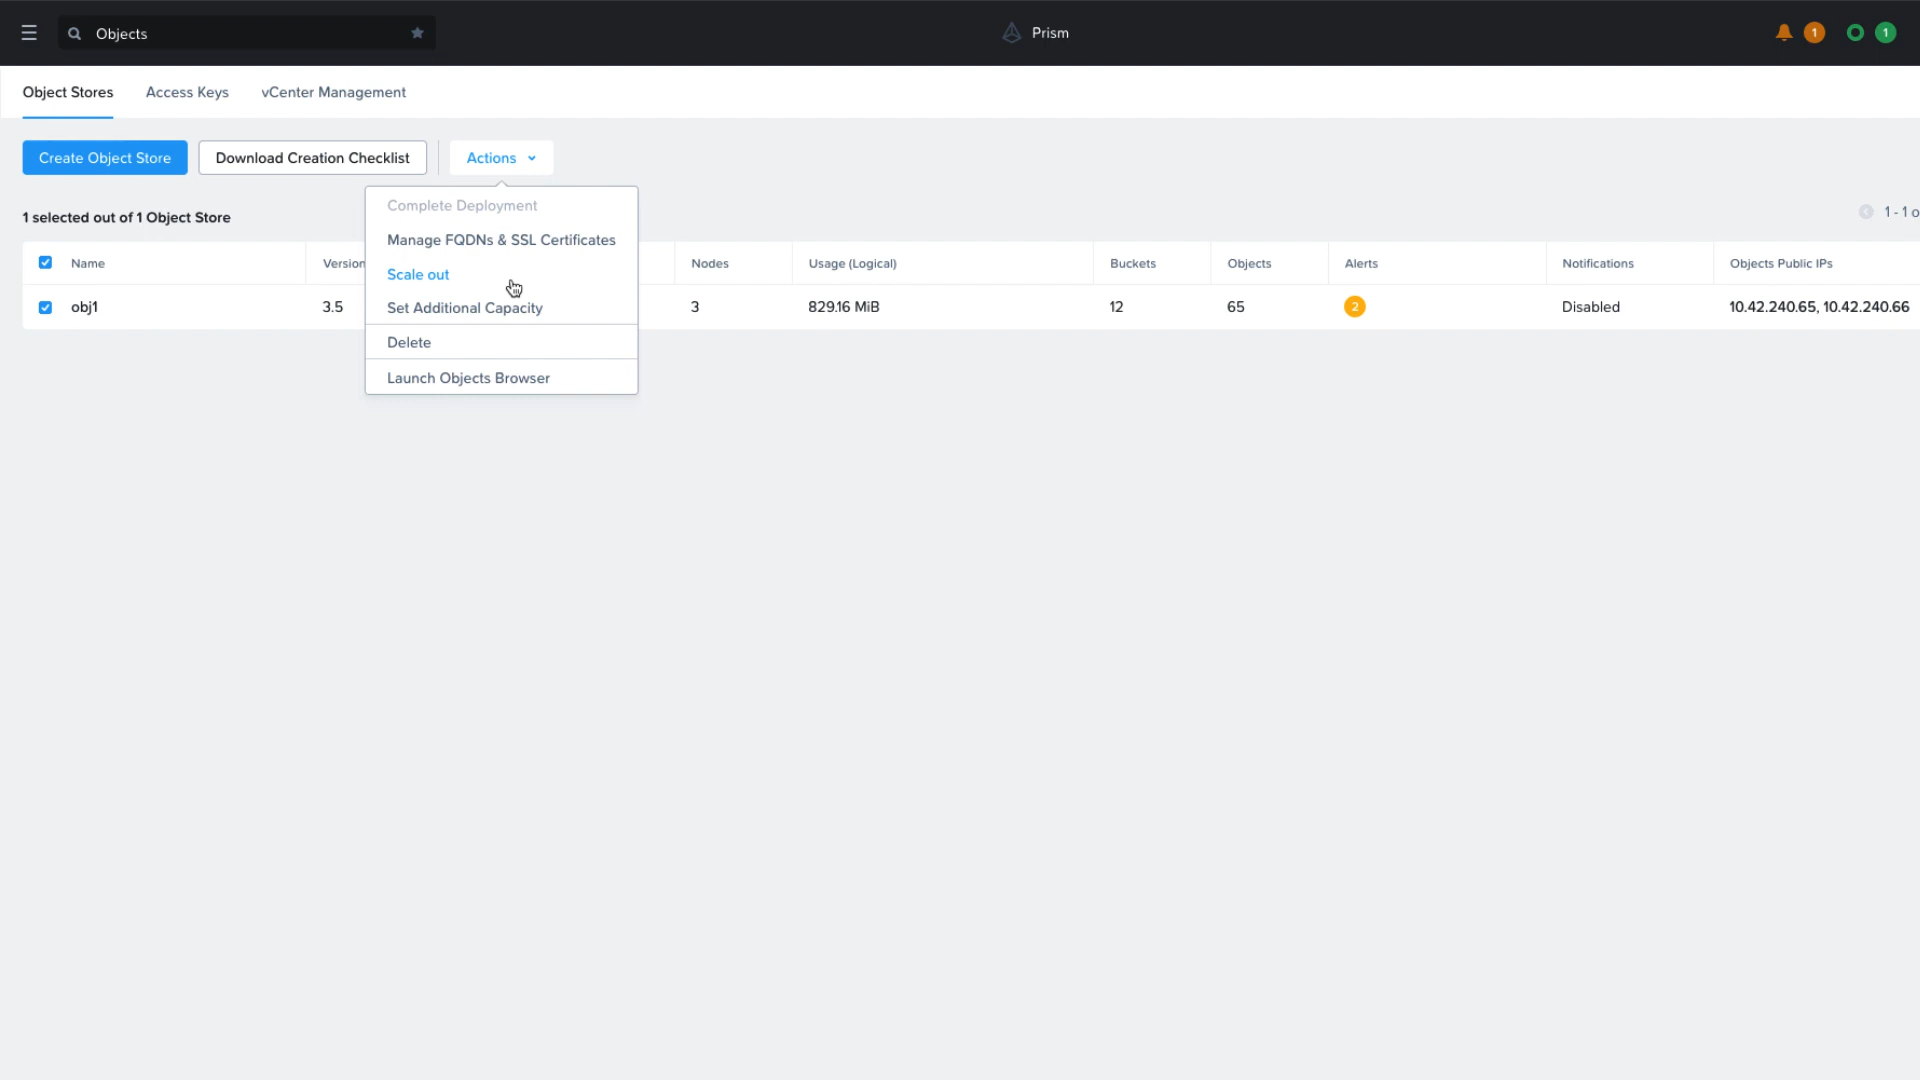 Objects
Prism
1
1
Object Stores
Access Keys
vCenter Management
Create Object Store
Download Creation Checklist
Actions
Complete Deployment
Manage FQDNs & SSL Certificates
Scale out
Set Additional Capacity
Delete
Launch Objects Browser
1 selected out of 1 Object Store
1 - 1 o
Name
Version
Nodes
Usage (Logical)
Buckets
Objects
Alerts
Notifications
Objects Public IPs
obj1
3.5
3
829.16 MiB
12
65
2
Disabled
10.42.240.65, 10.42.240.66